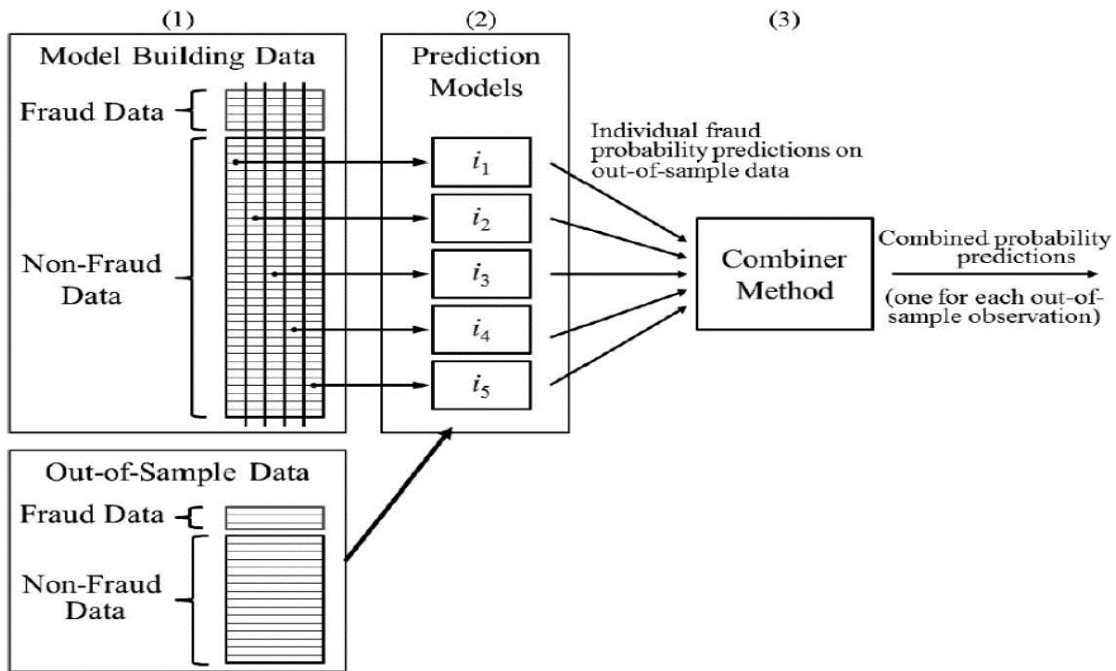 (1)
Model Building Data
Fraud Data
Non-Fraud
Data
(2)
Prediction
Models
i₁
i₂
i₃
i₄
i₅
(3)
Individual fraud
probability predictions on
out-of-sample data
Combiner
Method
Combined probability
predictions
(one for each out-of-
sample observation)
Out-of-Sample Data
Fraud Data
Non-Fraud
Data